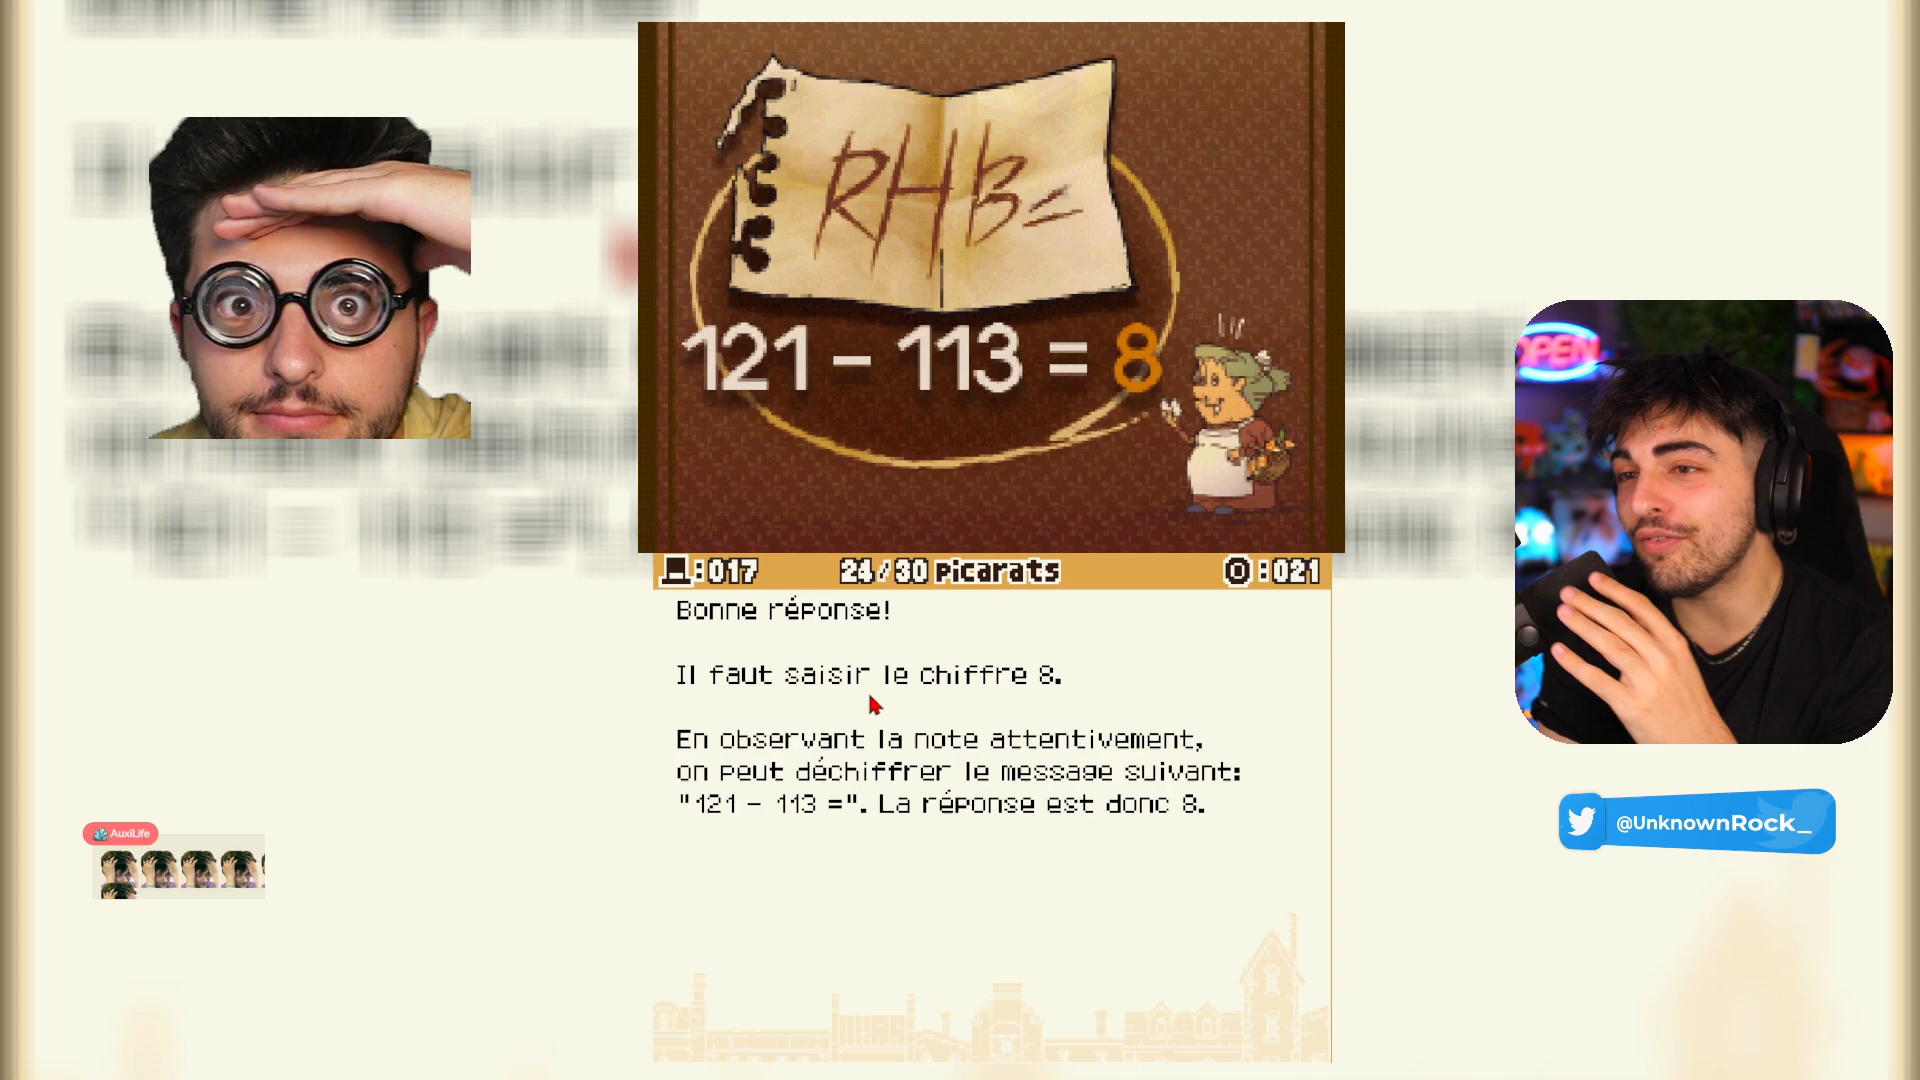 RHB=
121 - 113 = 8
:017 24/30 picarats :021
Bonne réponse!
Il faut saisir le chiffre 8.
En observant la note attentivement,
on peut déchiffrer le message suivant:
"121 - 113 =". La réponse est donc 8.
OPEN
@UnknownRock_
AuxiLife